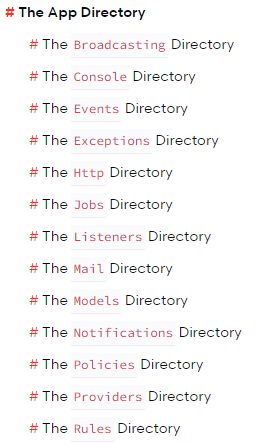 # The App Directory
# The Broadcasting Directory
# The Console Directory
# The Events Directory
# The Exceptions Directory
# The Http Directory
# The Jobs Directory
# The Listeners Directory
# The Mail Directory
# The Models Directory
# The Notifications Directory
# The Policies Directory
# The Providers Directory
# The Rules Directory